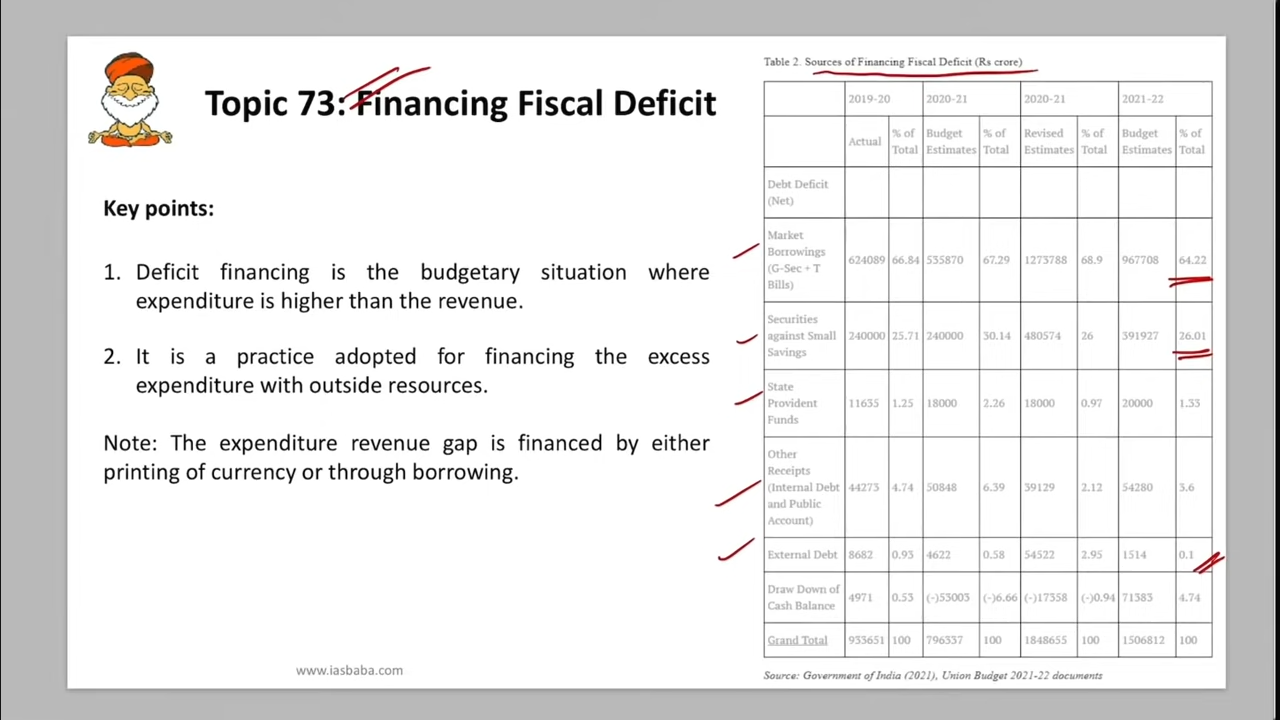 Topic 73: Financing Fiscal Deficit
Key points:
1. Deficit financing is the budgetary situation where
expenditure is higher than the revenue.
2. It is a practice adopted for financing the excess
expenditure with outside resources.
Note: The expenditure revenue gap is financed by either
printing of currency or through borrowing.
www.iasbaba.com
Table 2. Sources of Financing Fiscal Deficit (Rs crore)
2019-20 2020-21 2020-21 2021-22
Actual % of Total Budget Estimates % of Total Revised Estimates % of Total Budget Estimates % of Total
Debt Deficit (Net)
Market Borrowings (G-Sec + T Bills) 624089 66.84 535870 67.29 1273788 68.9 967708 64.22
Securities against Small Savings 240000 25.71 240000 30.14 480574 26 391927 26.01
State Provident Funds 11635 1.25 18000 2.26 18000 0.97 20000 1.33
Other Receipts (Internal Debt and Public Account) 44273 4.74 50848 6.39 39129 2.12 54280 3.6
External Debt 8682 0.93 4622 0.58 54522 2.95 1514 0.1
Draw Down of Cash Balance 4971 0.53 (-)53003 (-)6.66 (-)17358 (-)0.94 71383 4.74
Grand Total 933651 100 796337 100 1848655 100 1506812 100
Source: Government of India (2021), Union Budget 2021-22 documents